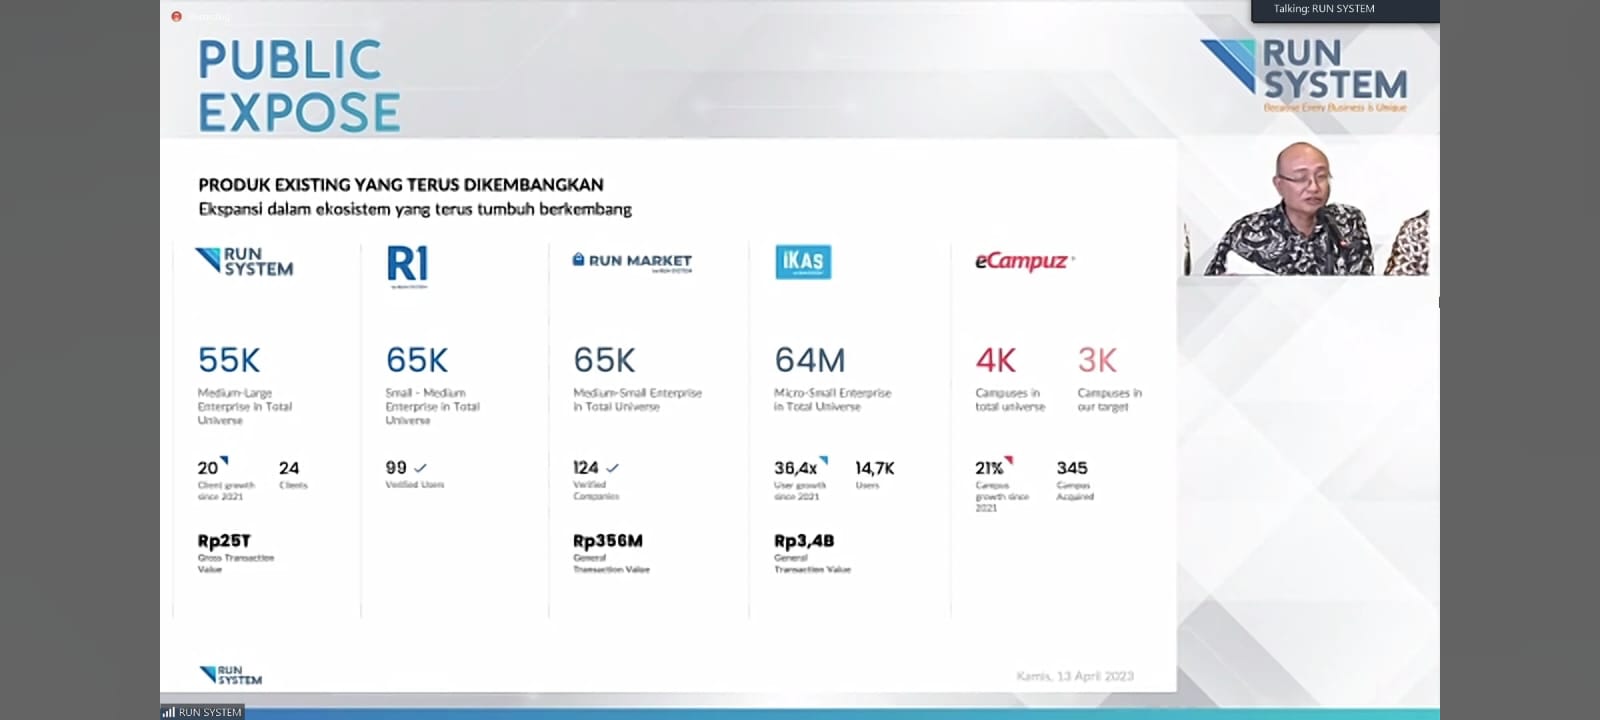 Talking: RUN SYSTEM
PUBLIC
EXPOSE
RUN
SYSTEM
Because Every Business is Unique
PRODUK EXISTING YANG TERUS DIKEMBANGKAN
Ekspansi dalam ekosistem yang terus tumbuh berkembang
RUN
SYSTEM
55K
Medium-Large
Enterprise in Total
Universe
20
Client growth
since 2021
24
Clients
Rp25T
Gross Transaction
Value
R1
65K
Small - Medium
Enterprise in Total
Universe
99
Verified Users
RUN MARKET
by RUN SYSTEM
65K
Medium-Small Enterprise
in Total Universe
124
Verified
Companies
Rp356M
General
Transaction Value
iKAS
64M
Micro-Small Enterprise
in Total Universe
36,4x
User growth
since 2021
14,7K
Users
Rp3,4B
General
Transaction Value
eCampuz
4K
Campuses in
total universe
3K
Campuses in
our target
21%
Campus
growth since
2021
345
Campus
Acquired
RUN
SYSTEM
Kamis, 13 April 2023
RUN SYSTEM